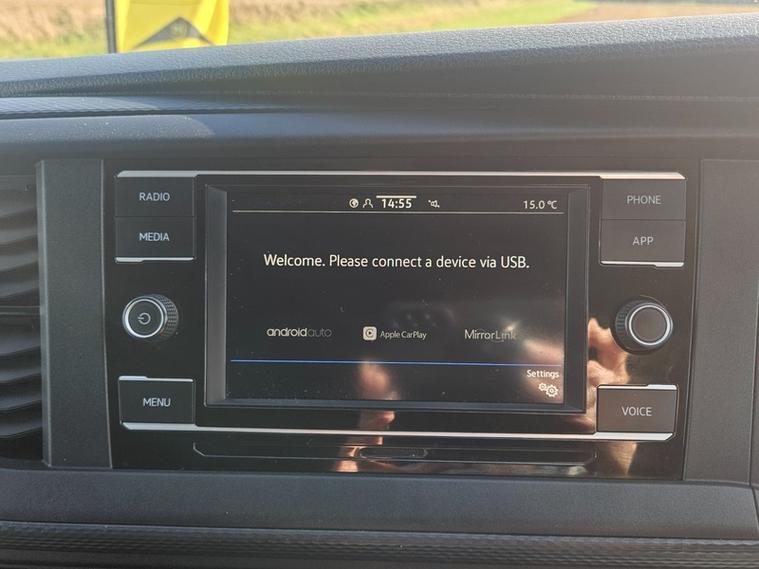 RADIO
MEDIA
MENU
14:55
15.0 °C
Welcome. Please connect a device via USB.
androidauto
Apple CarPlay
MirrorLink
Settings
PHONE
APP
VOICE